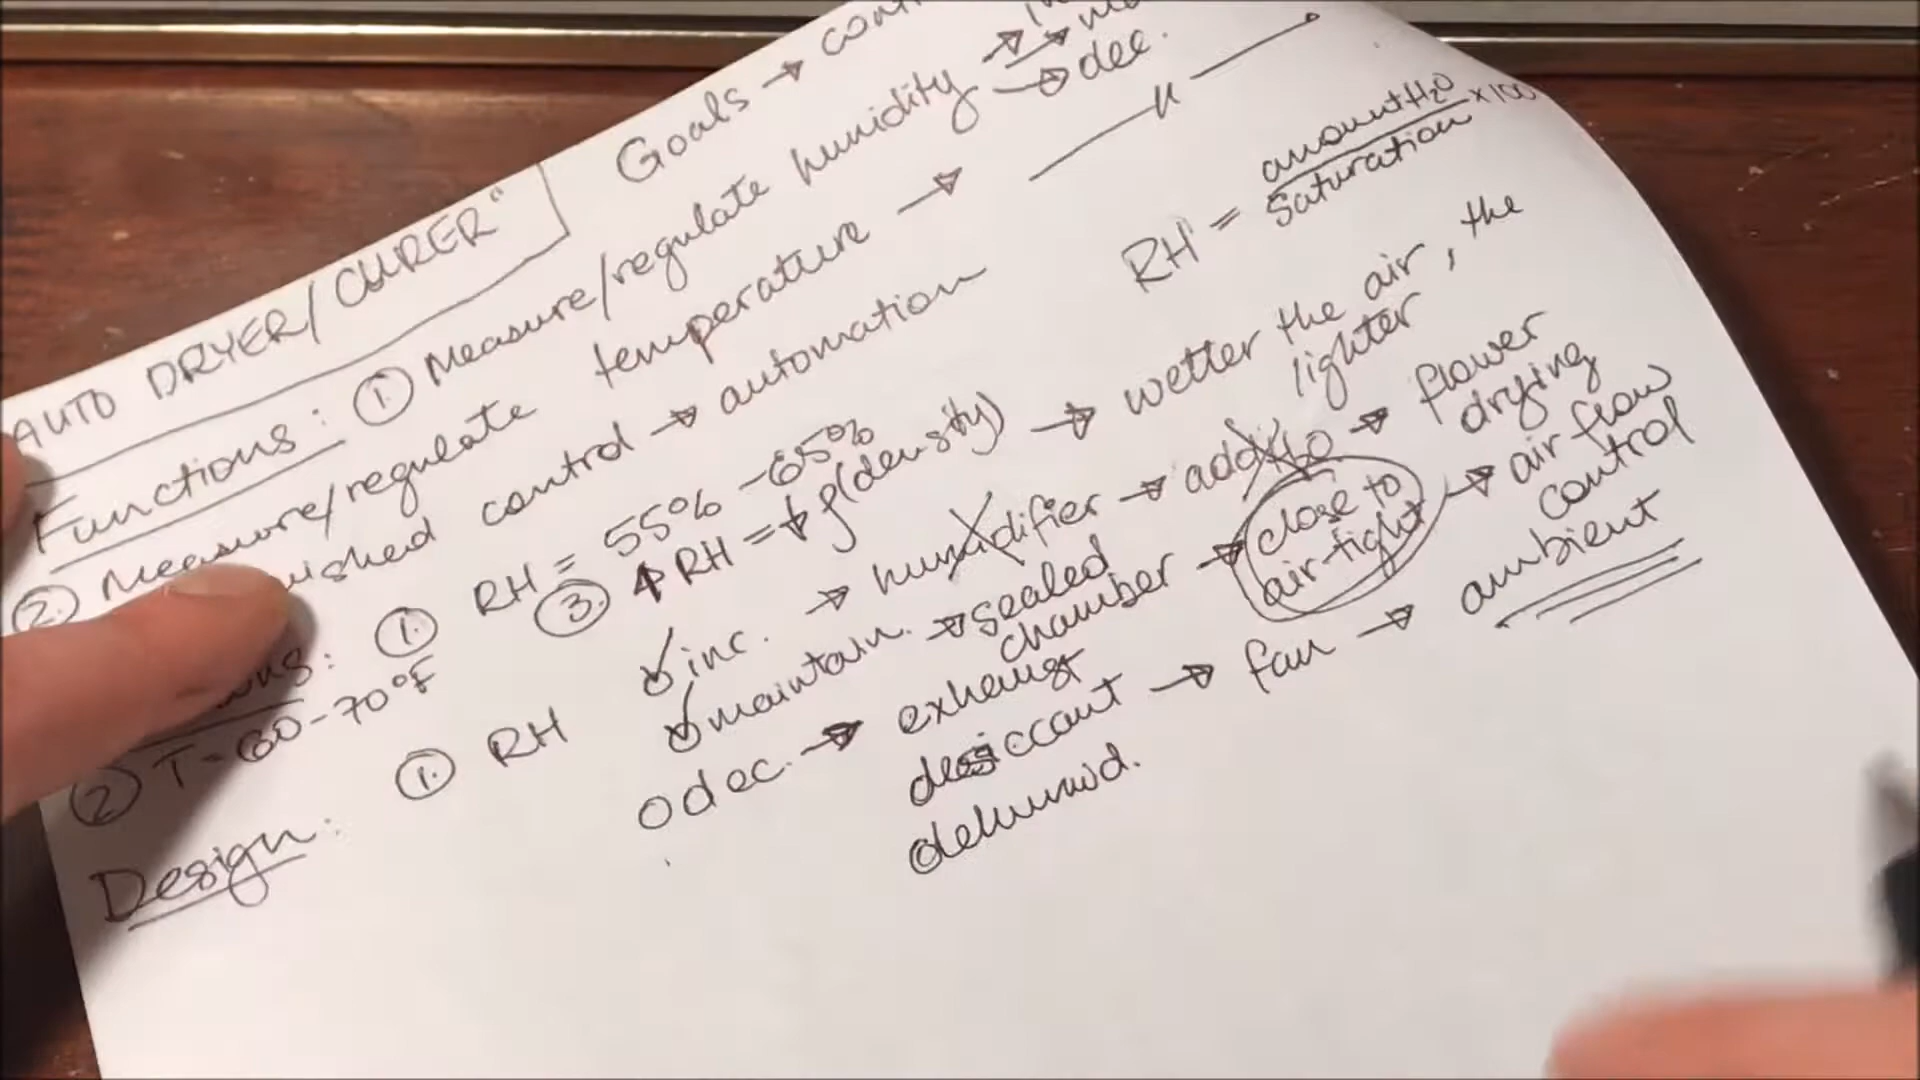 AUTO DRYER/CURER"
Goals →
Functions: ① Measure/regulate humidity →
→ dec.
② Measure/regulate temperature → — " —
control → automation
RH = amount H2O / Saturation x 100
① RH = 55% - 65%
② T = 60 - 70°F
③ ↑ RH = ↓ ρ(density) → wetter the air, the lighter
Design: ① RH
inc. → humidifier → add H2O → flower drying
maintain. → sealed chamber → close to air-tight → air flow control
dec. → exhaust
desiccant → fan → ambient
dehumid.